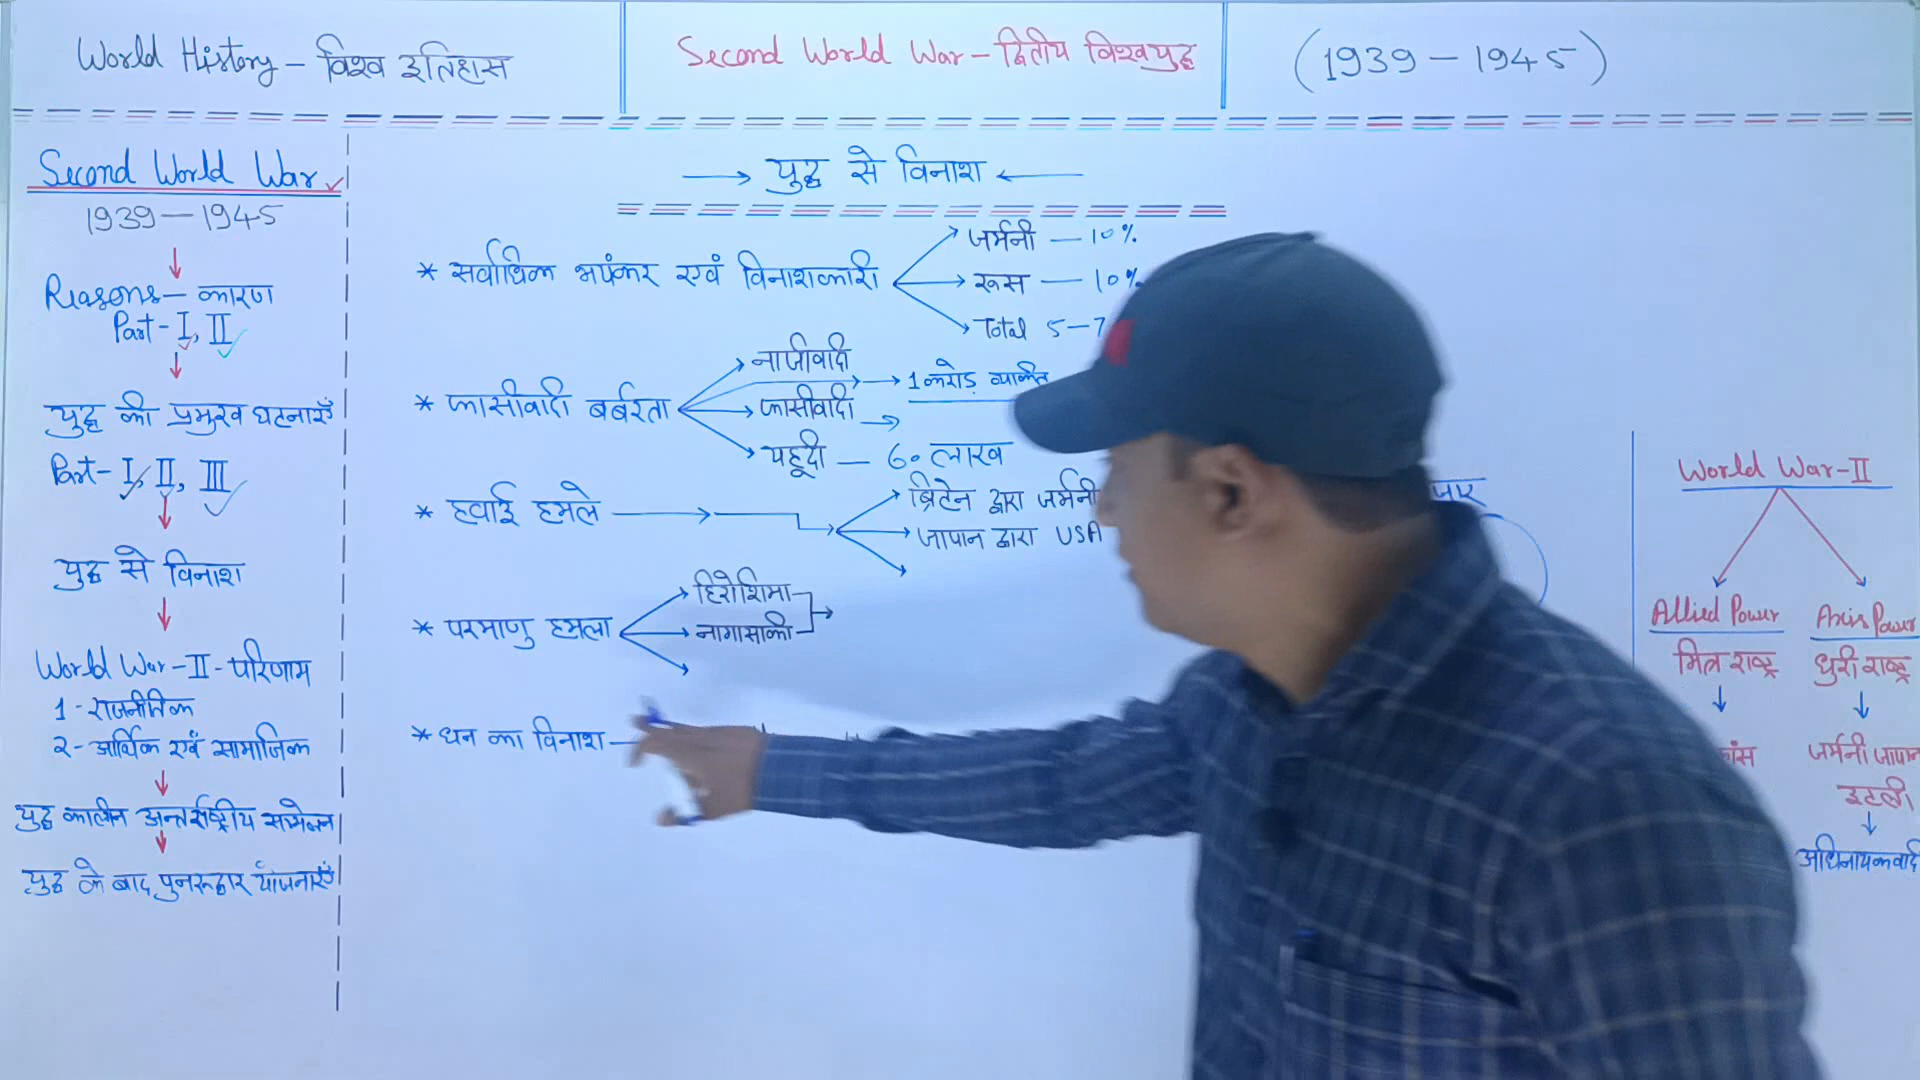 World History - विश्व इतिहास
Second World War - द्वितीय विश्वयुद्ध
(1939 - 1945)
Second World War
1939 - 1945
Reasons - कारण
Part - I, II
युद्ध की प्रमुख घटनाएँ
Part - I, II, III
युद्ध से विनाश
World War - II - परिणाम
1 - राजनीतिक
2 - आर्थिक एवं सामाजिक
युद्ध कालीन अन्तर्राष्ट्रीय सम्मेलन
युद्ध के बाद पुनरूद्धार योजनाएँ
युद्ध से विनाश
* सर्वाधिक भयंकर एवं विनाशकारी
जर्मनी - 10%
रूस - 10%
Total 5 - 7
* फासीवादी बर्बरता
नाजीवादी
1 करोड़ व्यक्ति
फासीवादी
यहूदी - 60 लाख
* हवाई हमले
ब्रिटेन द्वारा जर्मनी
जापान द्वारा USA
* परमाणु हमला
हिरोशिमा
नागासाकी
* धन का विनाश
World War - II
Allied Power
मित्र राष्ट्र
Axis Power
धुरी राष्ट्र
जर्मनी जापान
इटली
अधिनायकवादी